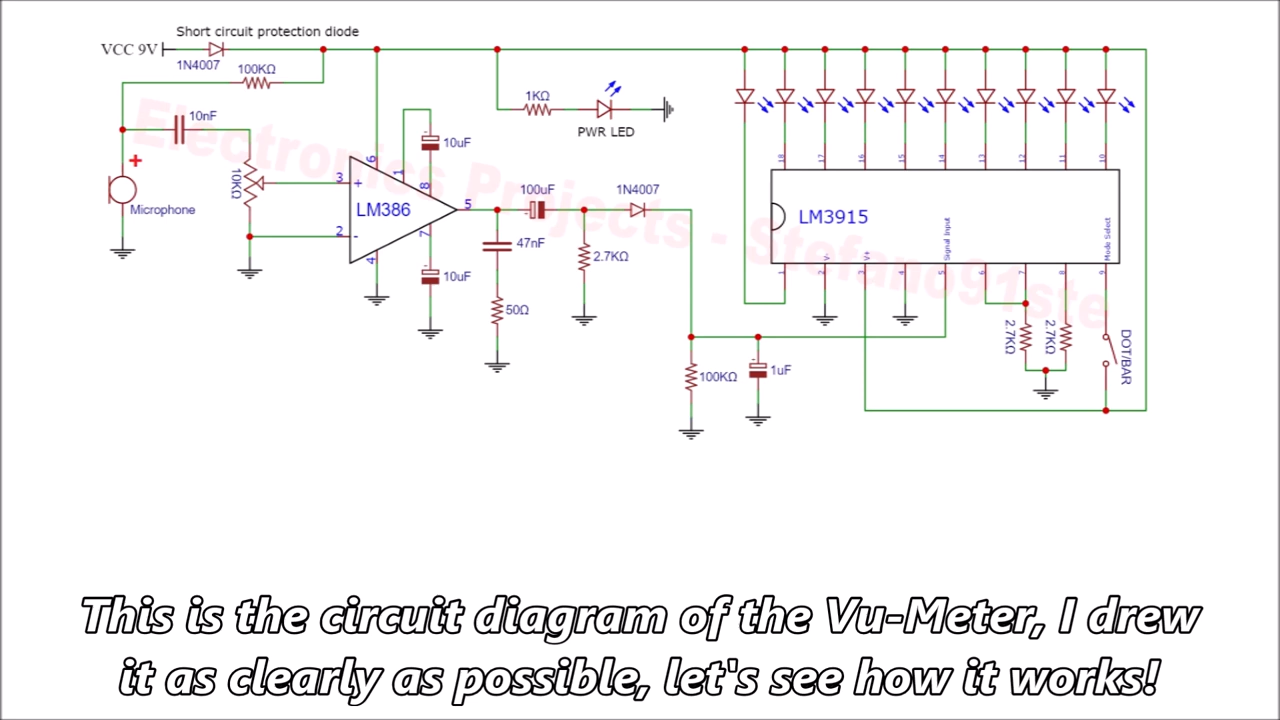 Short circuit protection diode
VCC 9V
1N4007
100KΩ
10nF
+
10KΩ
Microphone
1KΩ
PWR LED
10uF
6
1
8
3
+
LM386
5
2
-
7
4
10uF
100uF
1N4007
47nF
2.7KΩ
50Ω
18
17
16
15
14
13
12
11
10
LM3915
Signal Input
Mode Select
V-
V+
1
2
3
4
5
6
7
8
9
2.7KΩ
2.7KΩ
DOT/BAR
100KΩ
1uF
Electronics Projects - Stefano91ste
This is the circuit diagram of the Vu-Meter, I drew
it as clearly as possible, let's see how it works!